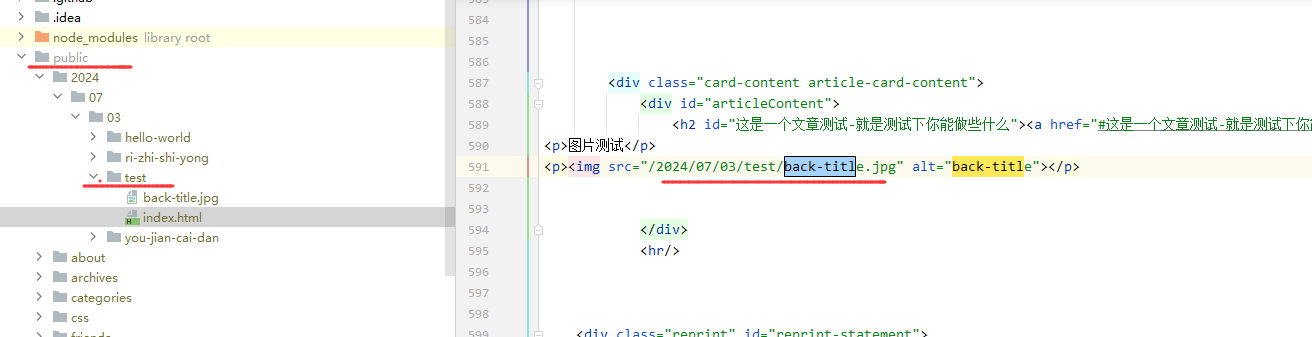 .idea
node_modules library root
public
2024
07
03
hello-world
ri-zhi-shi-yong
test
back-title.jpg
index.html
you-jian-cai-dan
about
archives
categories
css
584
585
586
587 <div class="card-content article-card-content">
588 <div id="articleContent">
589 <h2 id="这是一个文章测试-就是测试下你能做些什么"><a href="#这是一个文章测试-就是测试下你
590 <p>图片测试</p>
591 <p><img src="/2024/07/03/test/back-title.jpg" alt="back-title"></p>
592
593
594 </div>
595 <hr/>
596
597
598
599 <div class="reprint" id="reprint-statement">